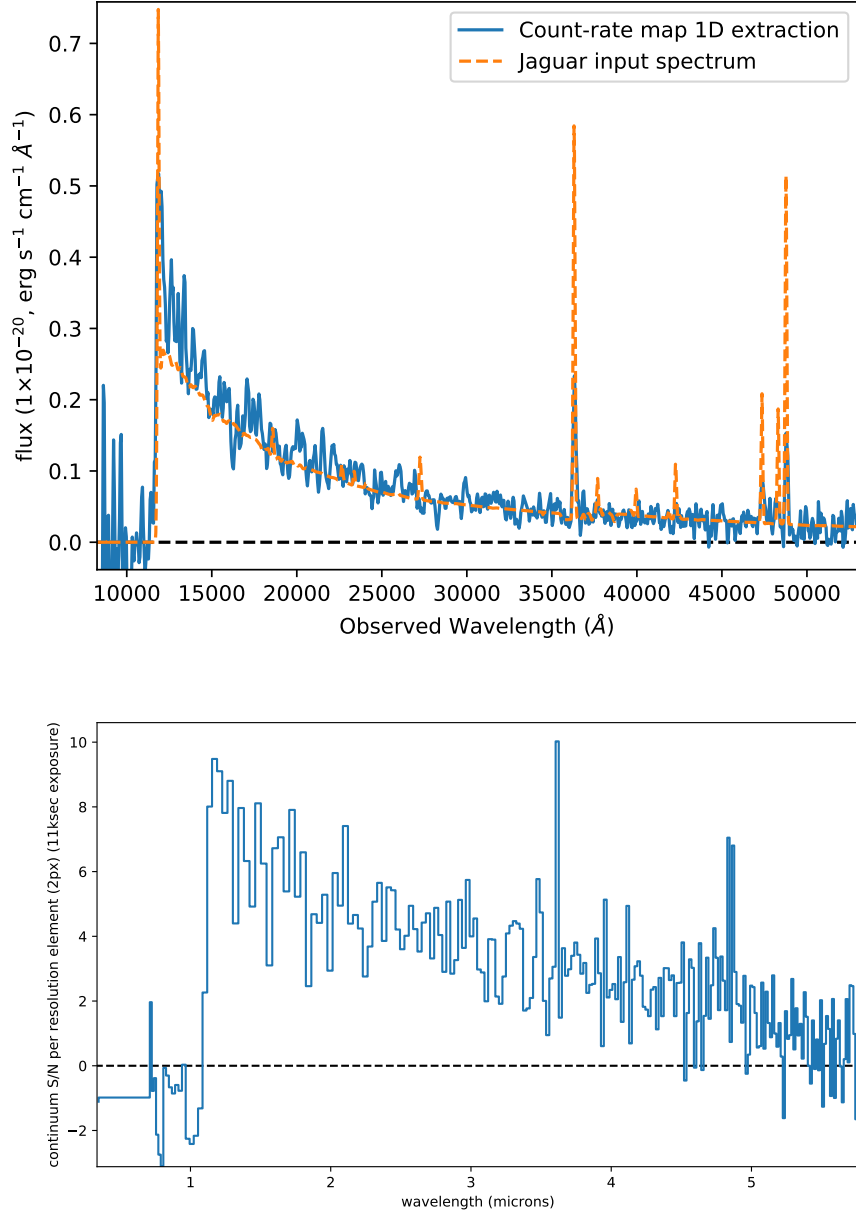 0.7
0.6
0.5
0.4
0.3
0.2
0.1
0.0
flux (1×10⁻²⁰, erg s⁻¹ cm⁻¹ Å⁻¹)
Count-rate map 1D extraction
Jaguar input spectrum
10000 15000 20000 25000 30000 35000 40000 45000 50000
Observed Wavelength (Å)
10
8
6
4
2
0
−2
continuum S/N per resolution element (2px) (11ksec exposure)
1 2 3 4 5
wavelength (microns)